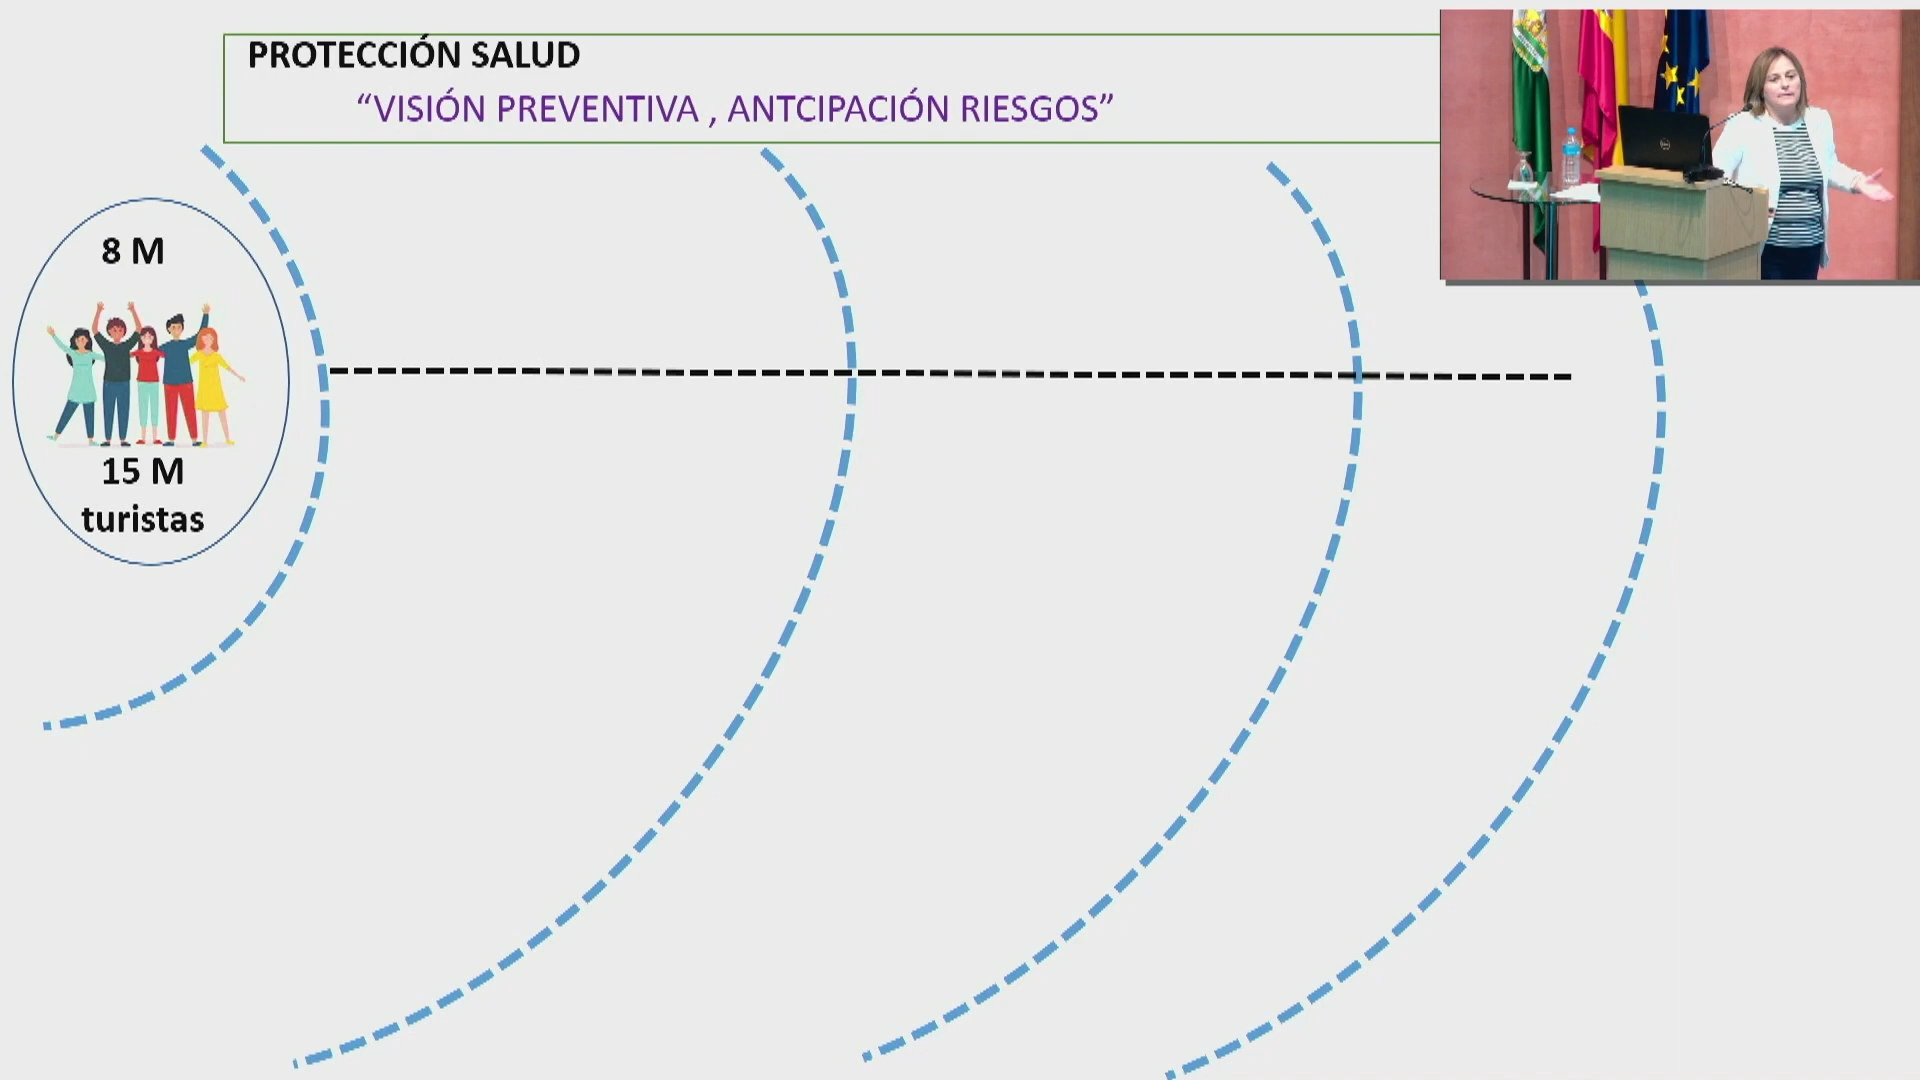 PROTECCIÓN SALUD
“VISIÓN PREVENTIVA , ANTCIPACIÓN RIESGOS”
8 M
15 M
turistas